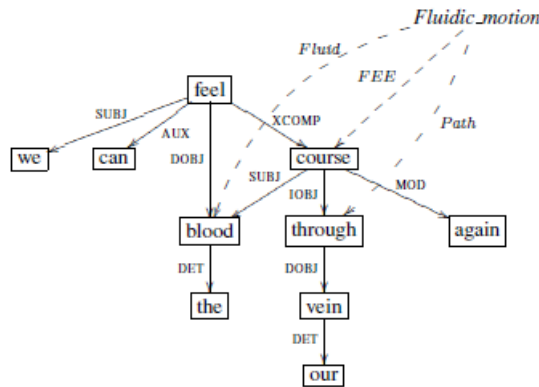 Fluidic_motion
Fluid
FEE
feel
SUBJ
AUX
XCOMP
Path
DOBJ
we
can
course
SUBJ
IOBJ
MOD
blood
through
again
DET
DOBJ
the
vein
DET
our